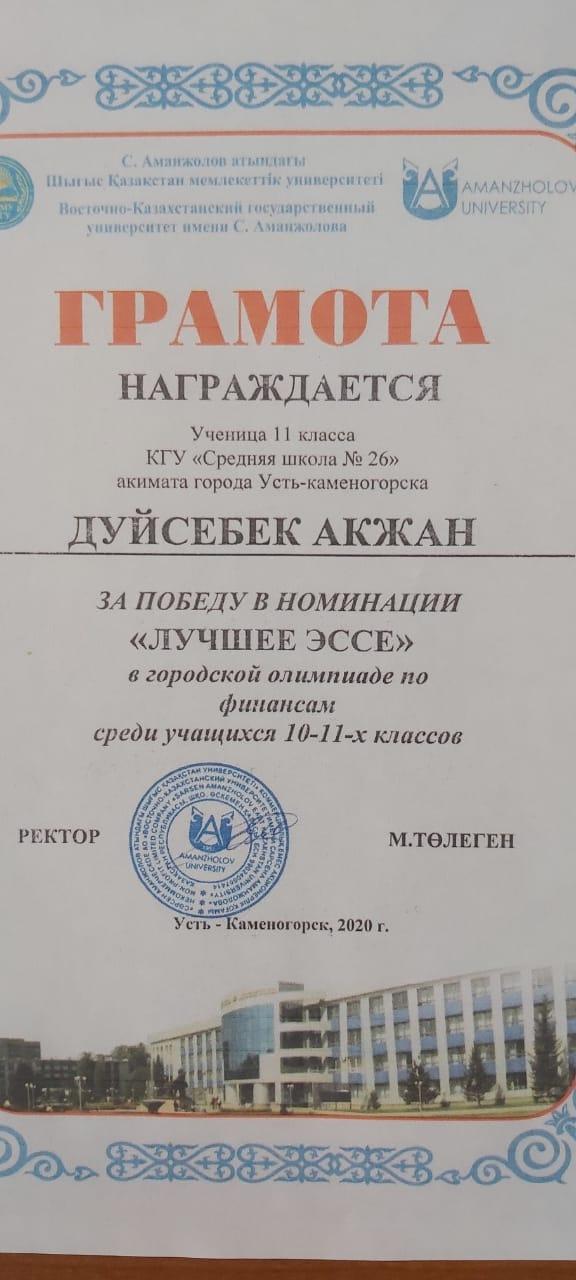 С. Аманжолов атындағы
Шығыс Қазақстан мемлекеттік университеті
Восточно-Казахстанский государственный
университет имени С. Аманжолова
AMANZHOLOV
UNIVERSITY
ГРАМОТА
НАГРАЖДАЕТСЯ
Ученица 11 класса
КГУ «Средняя школа № 26»
акимата города Усть-каменогорска
ДУЙСЕБЕК АКЖАН
ЗА ПОБЕДУ В НОМИНАЦИИ
«ЛУЧШЕЕ ЭССЕ»
в городской олимпиаде по
финансам
среди учащихся 10-11-х классов
РЕКТОР
AMANZHOLOV
UNIVERSITY
М.ТӨЛЕГЕН
Усть - Каменогорск, 2020 г.